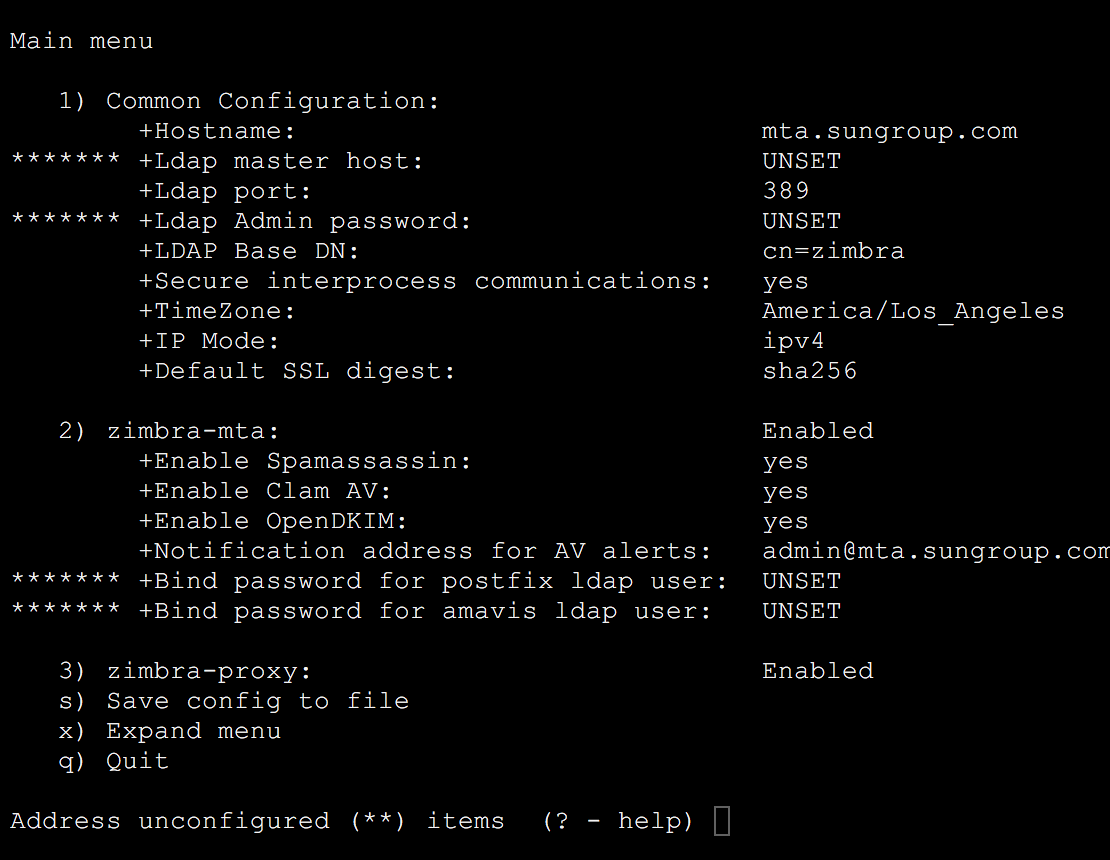 Main menu
1) Common Configuration:
+Hostname: mta.sungroup.com
******* +Ldap master host: UNSET
+Ldap port: 389
******* +Ldap Admin password: UNSET
+LDAP Base DN: cn=zimbra
+Secure interprocess communications: yes
+TimeZone: America/Los_Angeles
+IP Mode: ipv4
+Default SSL digest: sha256
2) zimbra-mta: Enabled
+Enable Spamassassin: yes
+Enable Clam AV: yes
+Enable OpenDKIM: yes
+Notification address for AV alerts: admin@mta.sungroup.com
******* +Bind password for postfix ldap user: UNSET
******* +Bind password for amavis ldap user: UNSET
3) zimbra-proxy: Enabled
s) Save config to file
x) Expand menu
q) Quit
Address unconfigured (**) items (? - help)